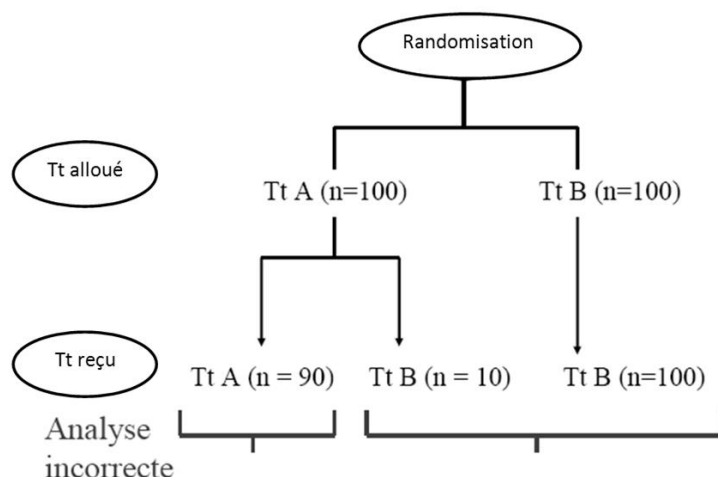 Randomisation
Tt alloué
Tt A (n=100)
Tt B (n=100)
Tt reçu
Tt A (n = 90)
Tt B (n = 10)
Tt B (n=100)
Analyse
incorrecte